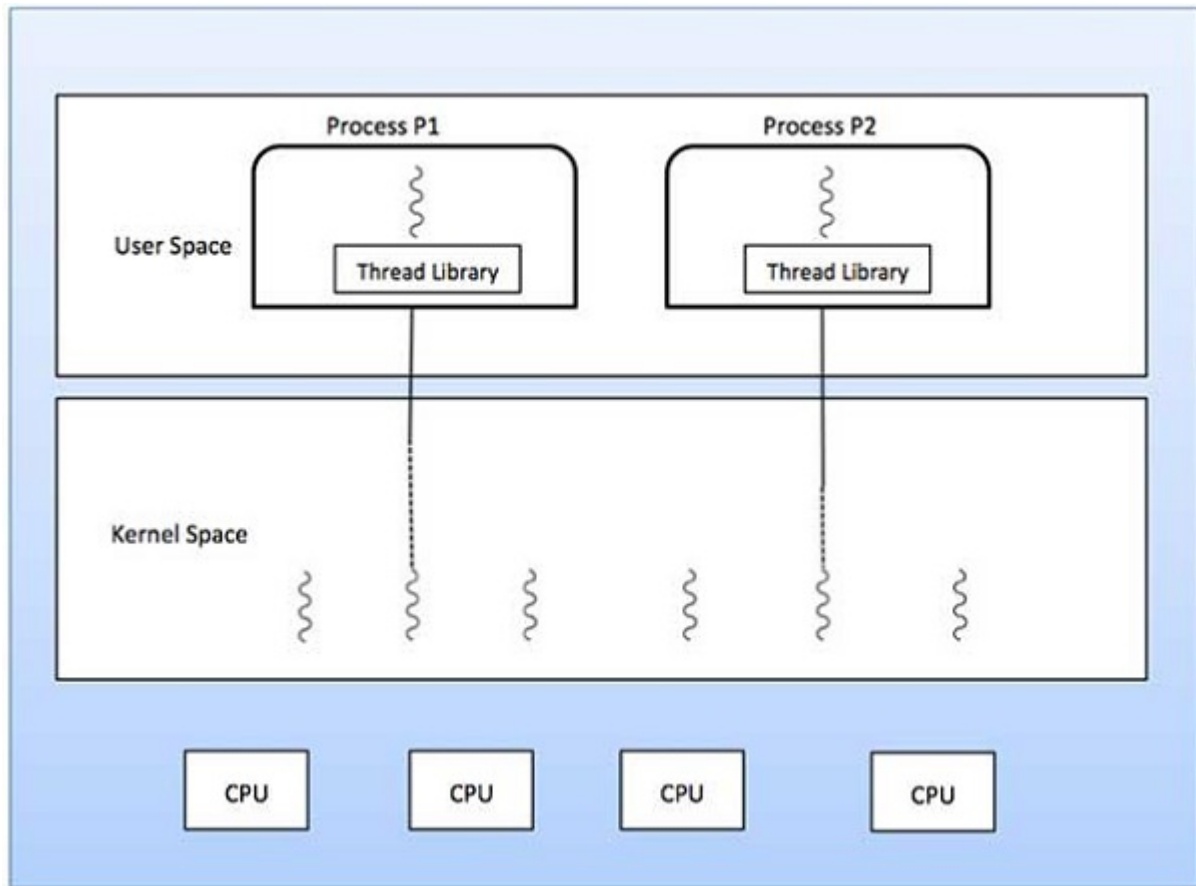 Process P1
Process P2
User Space
Thread Library
Thread Library
Kernel Space
CPU
CPU
CPU
CPU